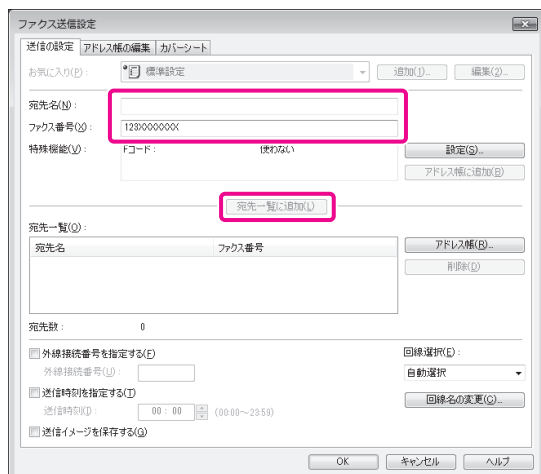 ファクス送信設定
送信の設定 アドレス帳の編集 カバーシート
お気に入り(P): 標準設定 追加(1)... 編集(2)...
宛先名(N):
ファクス番号(X): 123XXXXXXX
特殊機能(V): Fコード: 使わない 設定(S)...
アドレス帳に追加(B)
宛先一覧に追加(L)
宛先一覧(O):
宛先名 ファクス番号 アドレス帳(R)...
削除(D)
宛先数: 0
外線接続番号を指定する(F) 回線選択(E):
外線接続番号(U): 自動選択
送信時刻を指定する(T) 回線名の変更(C)...
送信時刻(I): 00:00 (00:00～23:59)
送信イメージを保存する(G)
OK キャンセル ヘルプ